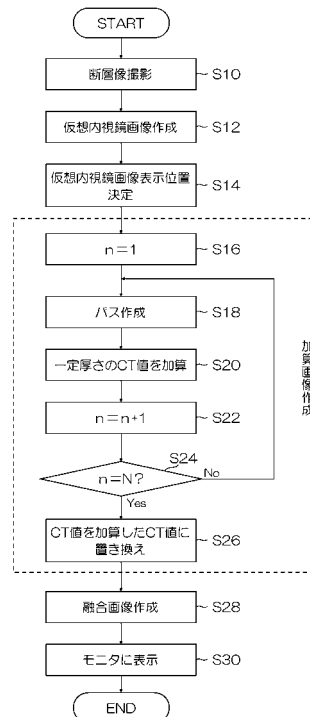 START
断層像撮影
S10
仮想内視鏡画像作成
S12
仮想内視鏡画像表示位置
決定
S14
n=1
S16
パス作成
S18
一定厚さのCT値を加算
S20
n=n+1
S22
n=N?
S24
No
Yes
CT値を加算したCT値に
置き換え
S26
加算画像作成
融合画像作成
S28
モニタに表示
S30
END